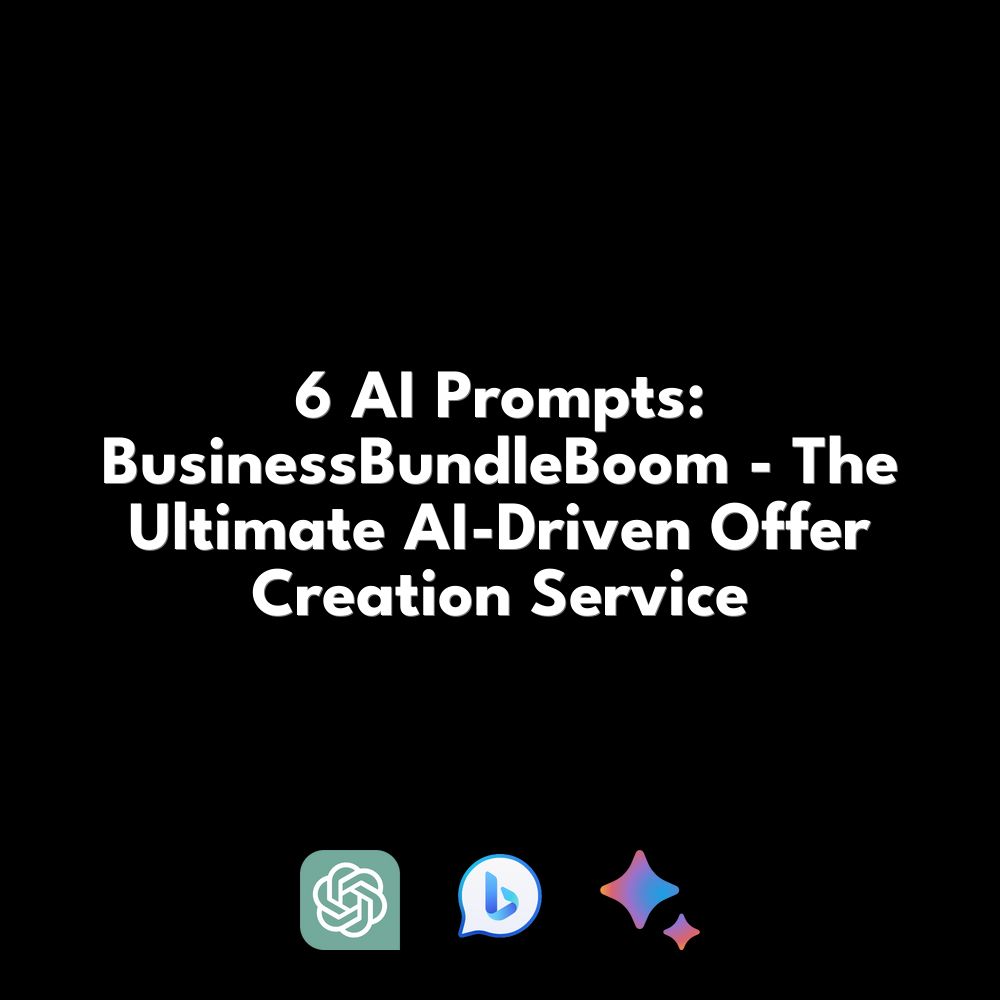 6 AI Prompts:
BusinessBundleBoom - The
Ultimate AI-Driven Offer
Creation Service